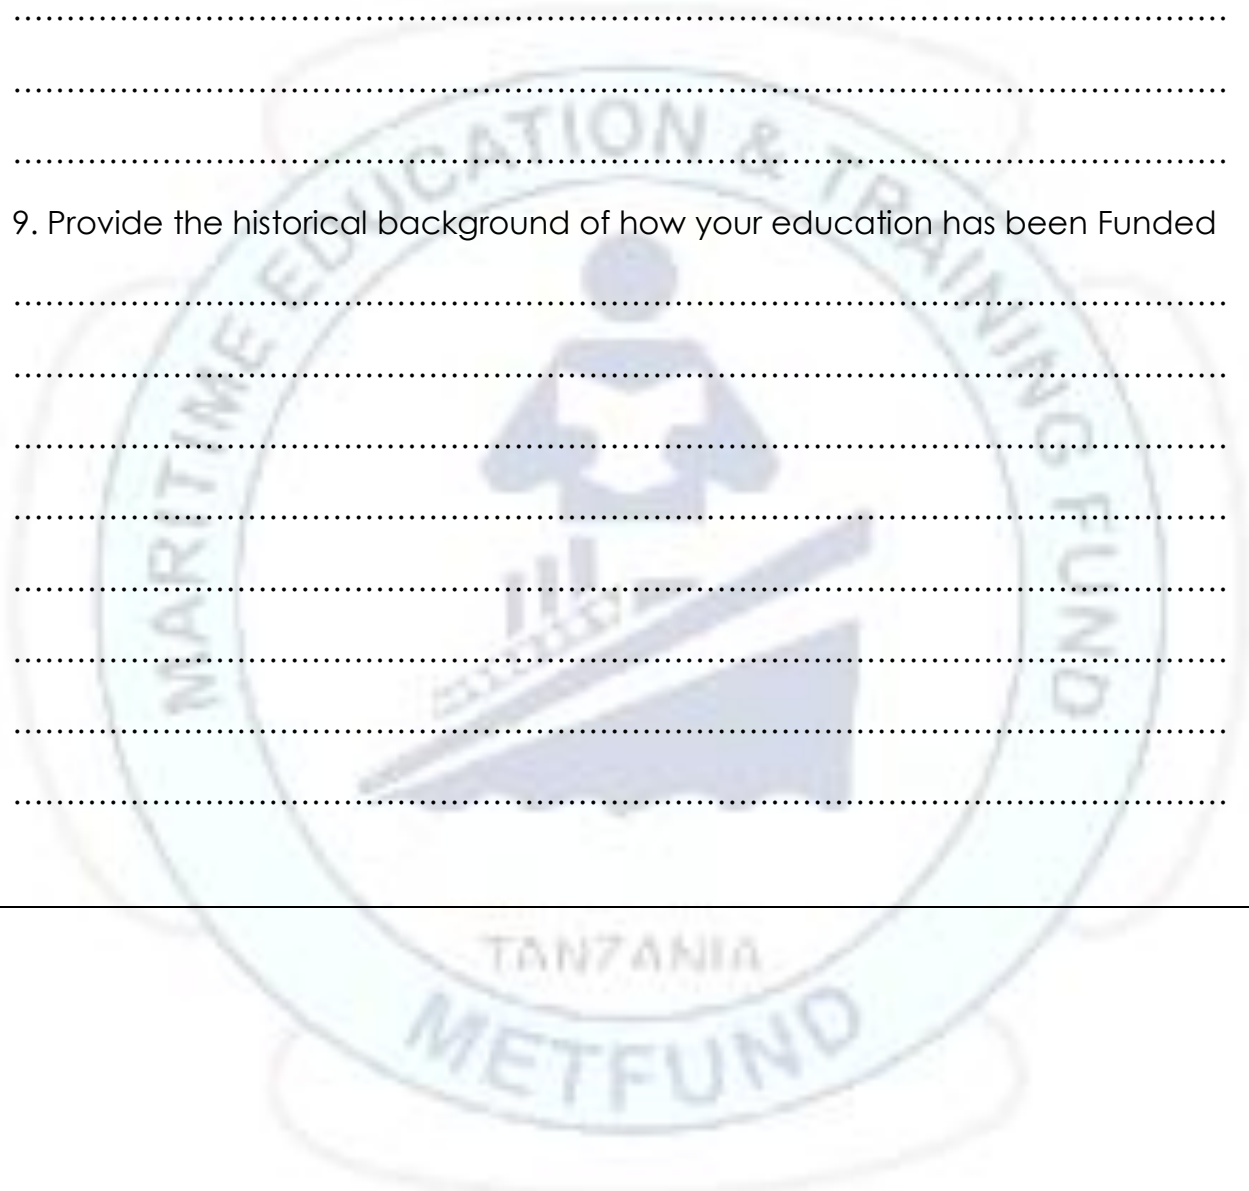 MARITIME EDUCATION & TRAINING FUND
9. Provide the historical background of how your education has been Funded
TANZANIA
METFUND